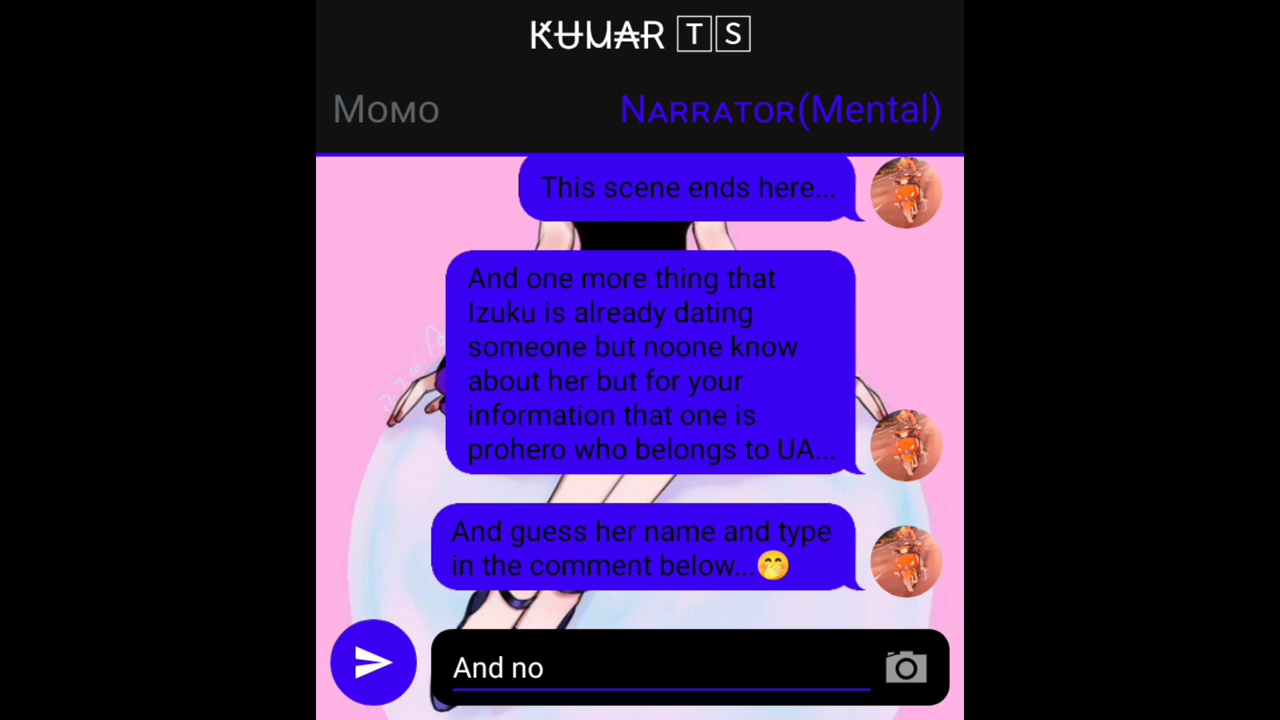 KUUAR 🅃🅂
Momo Narrator(Mental)
This scene ends here...
And one more thing that
Izuku is already dating
someone but noone know
about her but for your
information that one is
prohero who belongs to UA...
And guess her name and type
in the comment below...🤭
And no